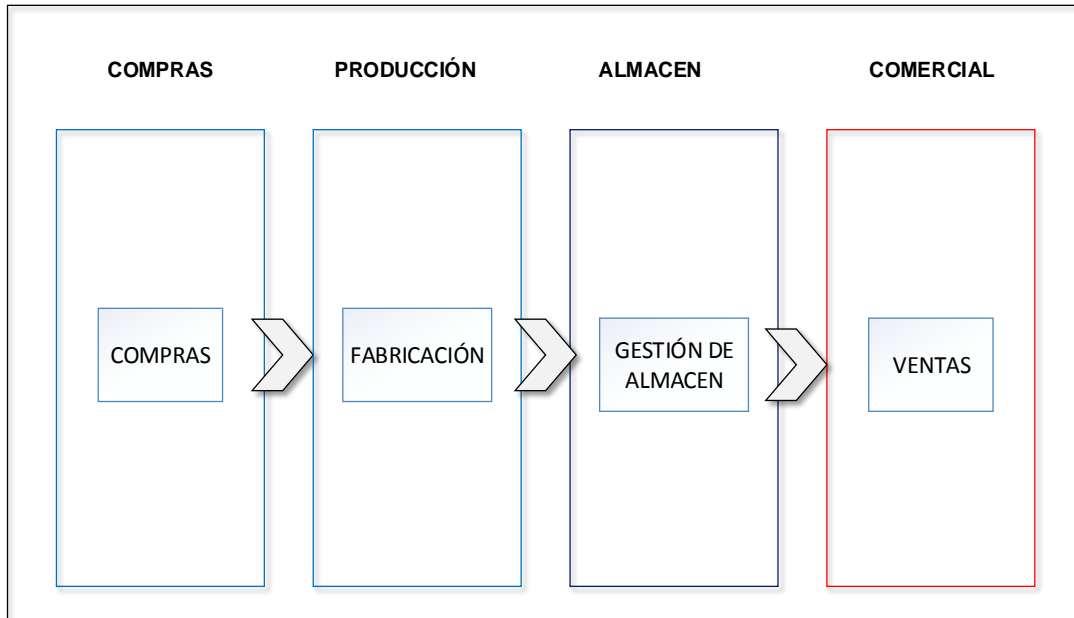 COMPRAS
PRODUCCIÓN
ALMACEN
COMERCIAL
COMPRAS
FABRICACIÓN
GESTIÓN DE
ALMACEN
VENTAS